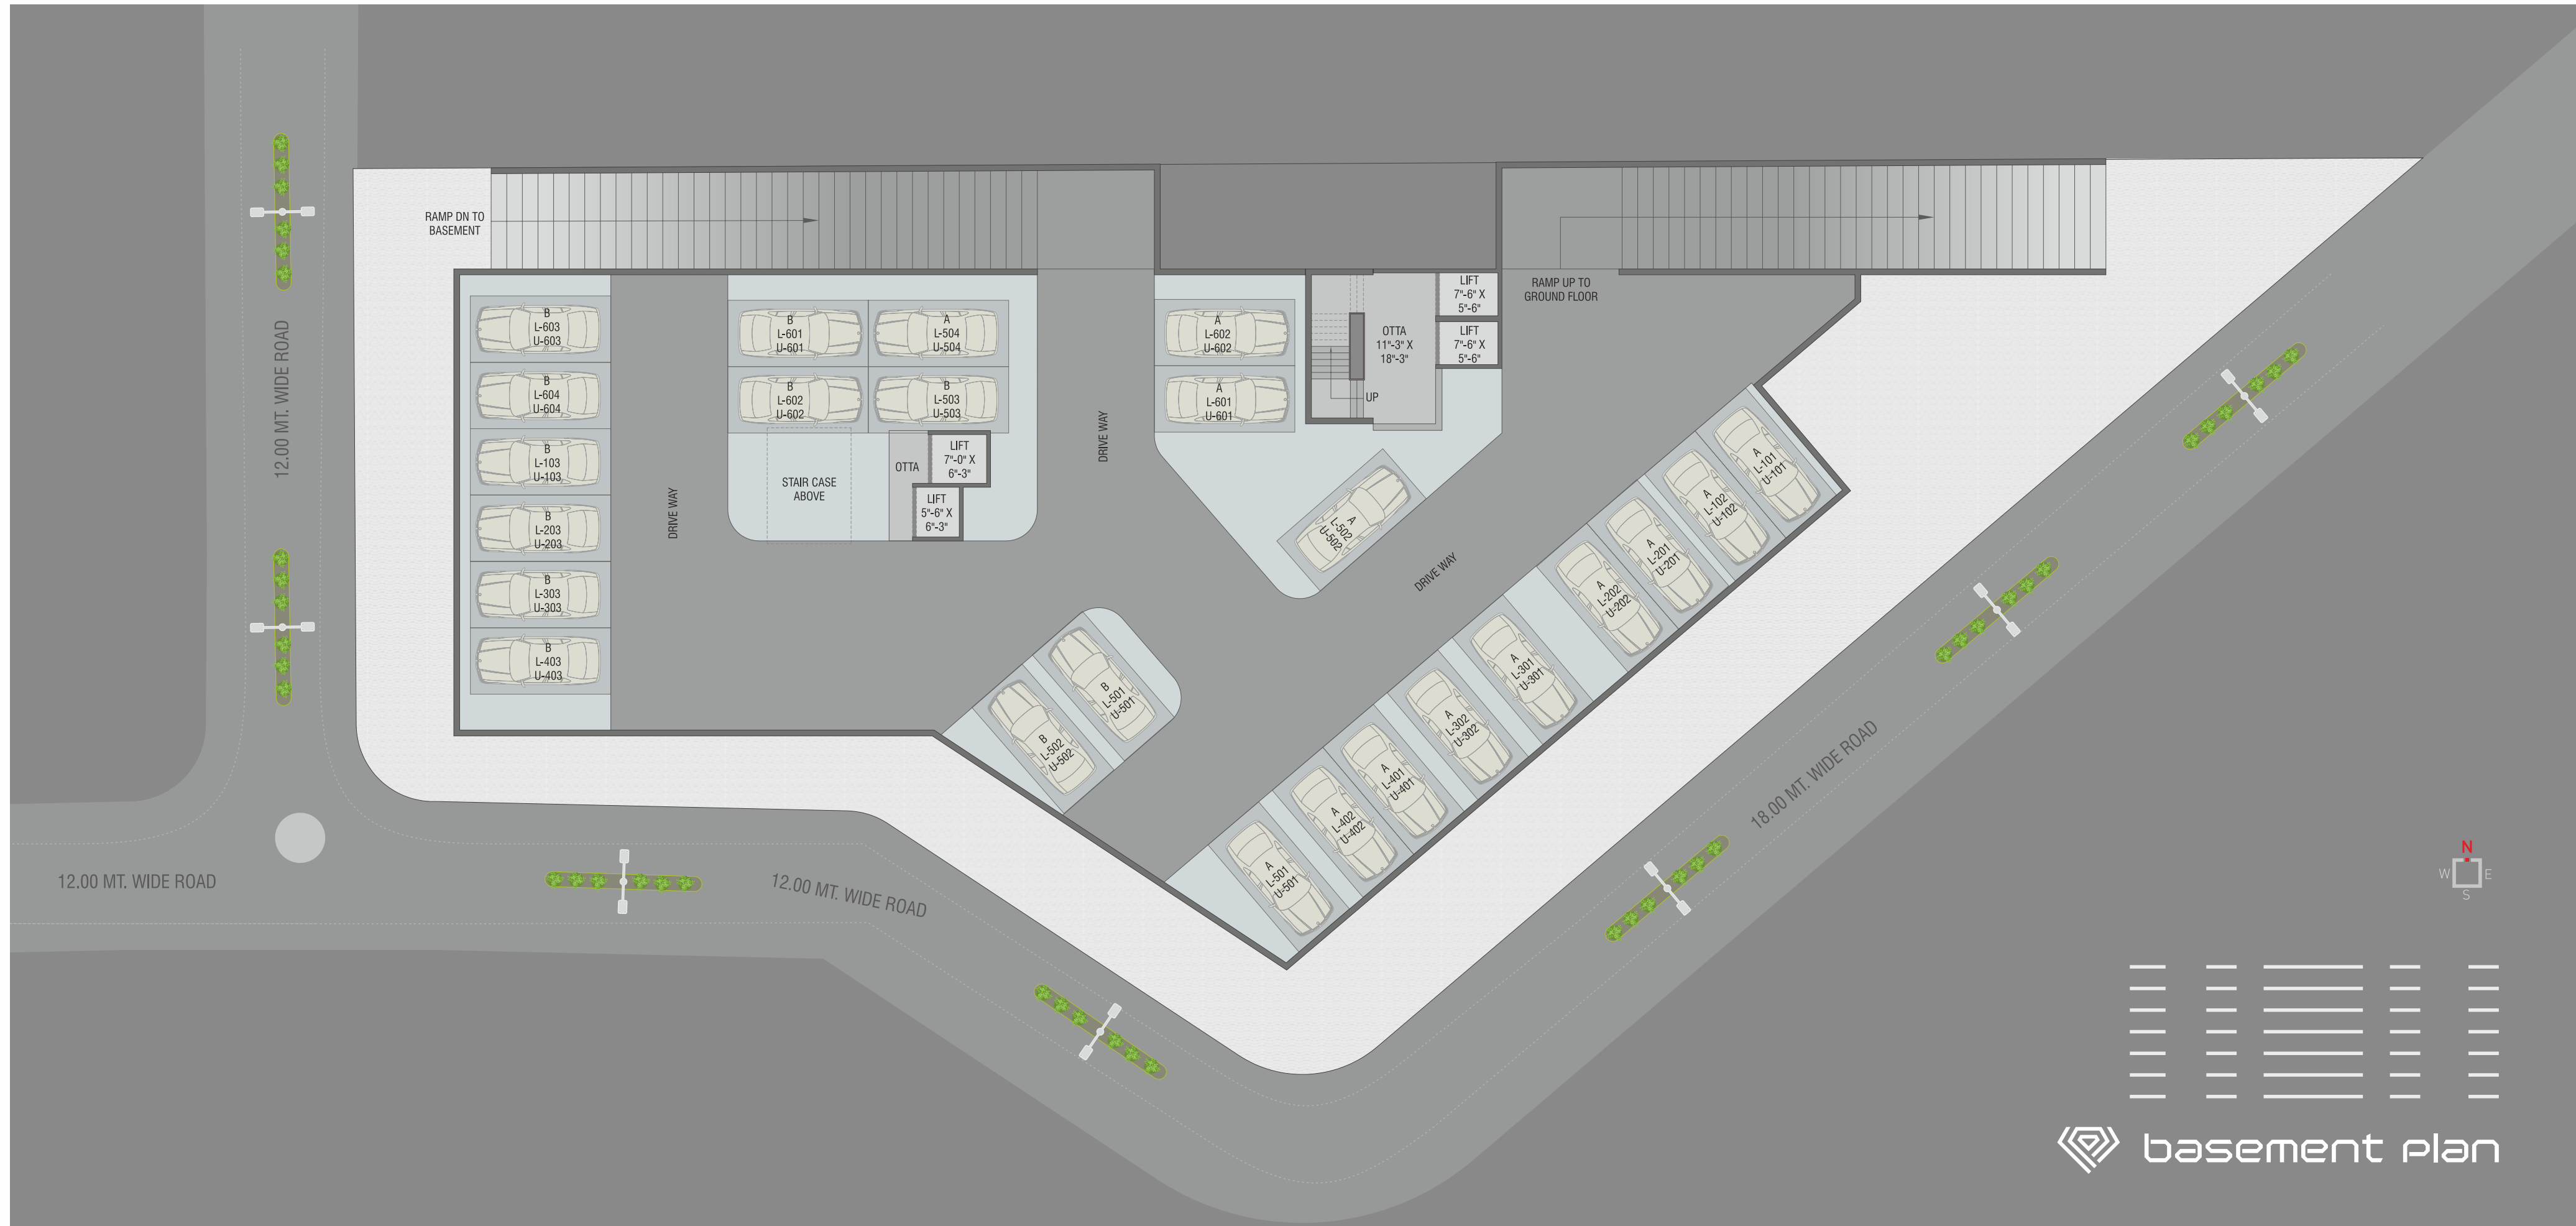 RAMP DN TO
BASEMENT
12.00 MT. WIDE ROAD
B
L-603
U-603
B
L-604
U-604
B
L-103
U-103
B
L-203
U-203
B
L-303
U-303
B
L-403
U-403
DRIVE WAY
B
L-601
U-601
A
L-504
U-504
B
L-602
U-602
B
L-503
U-503
STAIR CASE
ABOVE
OTTA
LIFT
7"-0" X
6"-3"
LIFT
5"-6" X
6"-3"
DRIVE WAY
A
L-602
U-602
A
L-601
U-601
UP
OTTA
11"-3" X
18"-3"
LIFT
7"-6" X
5"-6"
LIFT
7"-6" X
5"-6"
RAMP UP TO
GROUND FLOOR
A
L-502
U-502
DRIVE WAY
B
L-501
U-501
B
L-502
U-502
A
L-101
U-101
A
L-102
U-102
A
L-201
U-201
A
L-202
U-202
A
L-301
U-301
A
L-302
U-302
A
L-401
U-401
A
L-402
U-402
A
L-501
U-501
12.00 MT. WIDE ROAD
12.00 MT. WIDE ROAD
18.00 MT. WIDE ROAD
N
W E
S
basement plan